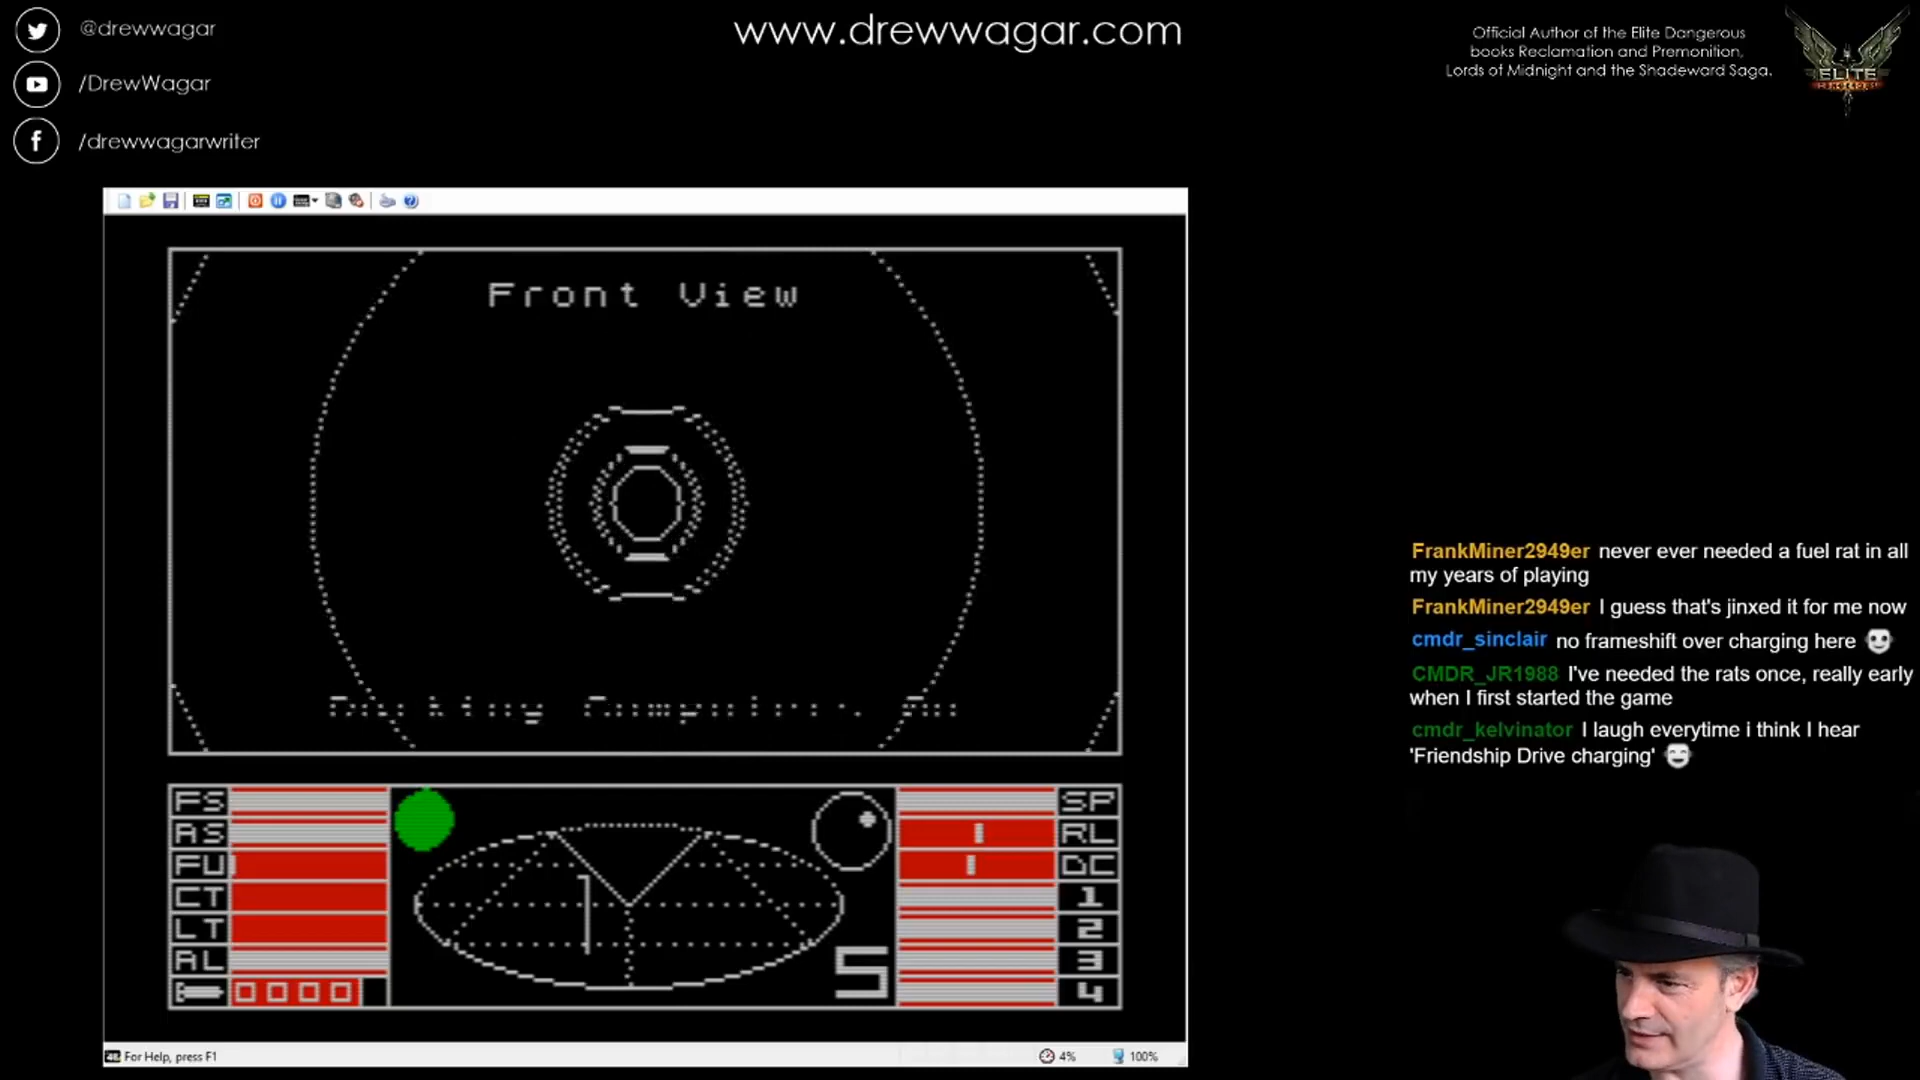 @drewwagar
/DrewWagar
/drewwagarwriter
www.drewwagar.com
Official Author of the Elite Dangerous
books Reclamation and Premonition,
Lords of Midnight and the Shadeward Saga.
ELITE
DANGEROUS
Front View
Docking Computers On
FS
AS
FU
CT
LT
AL
S
SP
RL
DC
1
2
3
4
For Help, press F1
4%
100%
FrankMiner2949er never ever needed a fuel rat in all
my years of playing
FrankMiner2949er I guess that's jinxed it for me now
cmdr_sinclair no frameshift over charging here
CMDR_JR1988 I've needed the rats once, really early
when I first started the game
cmdr_kelvinator I laugh everytime i think I hear
'Friendship Drive charging'